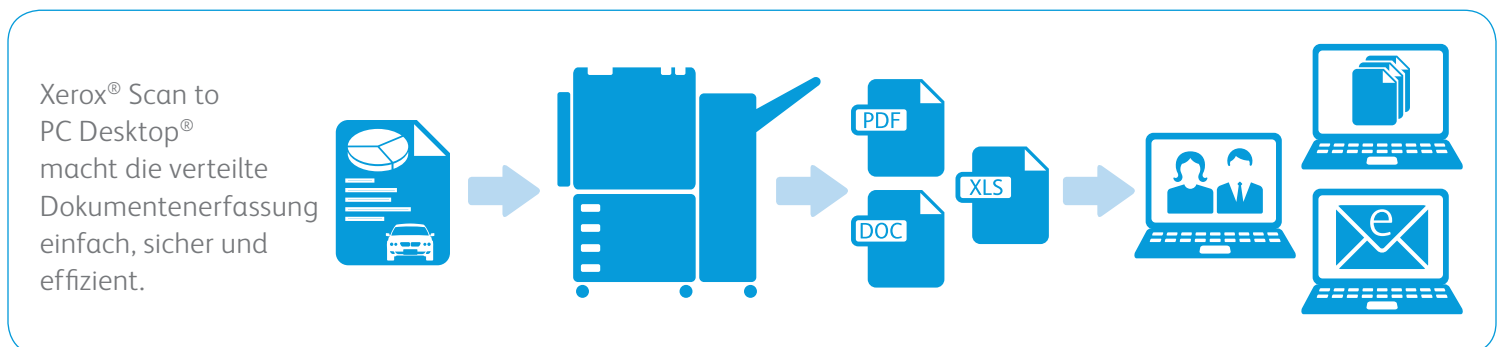 Xerox® Scan to
PC Desktop®
macht die verteilte
Dokumentenerfassung
einfach, sicher und
effizient.
PDF
DOC
XLS
e